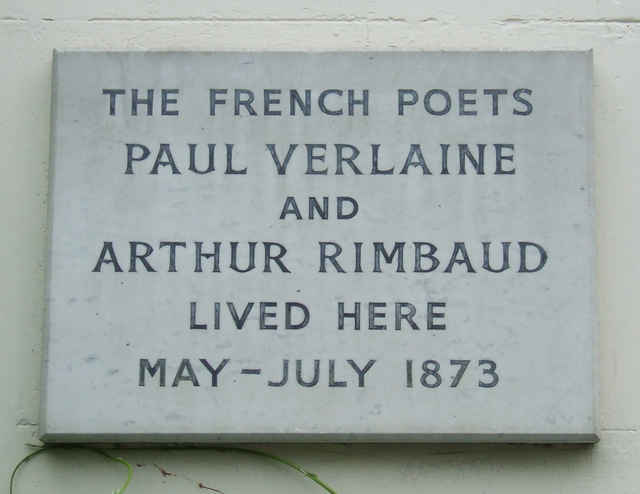 THE FRENCH POETS
PAUL VERLAINE
AND
ARTHUR RIMBAUD
LIVED HERE
MAY-JULY 1873